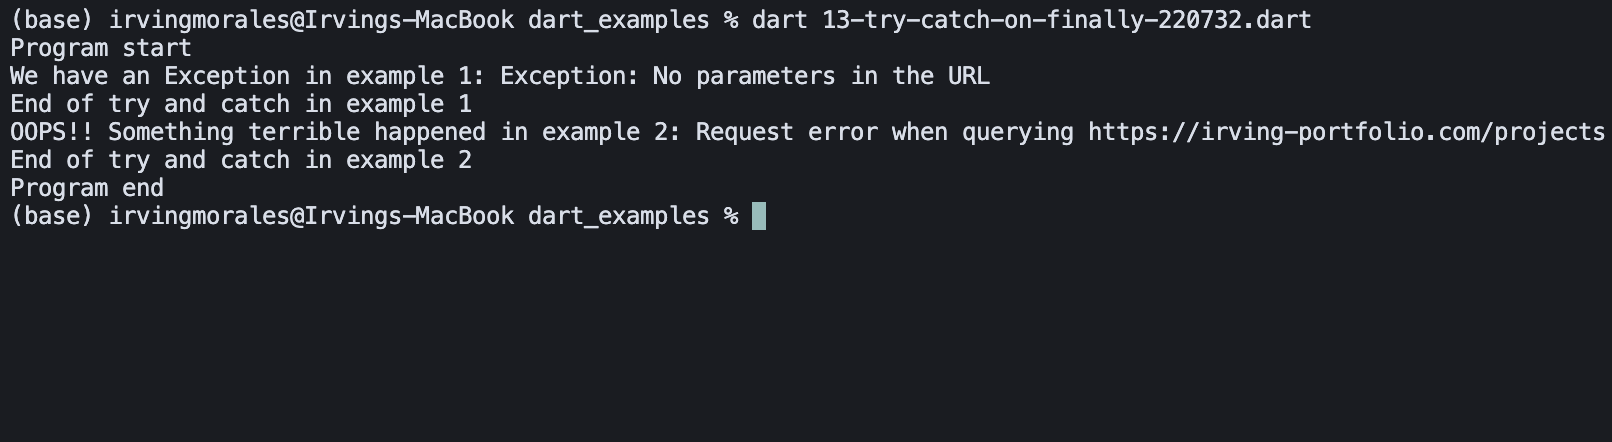 (base) irvingmorales@Irvings-MacBook dart_examples % dart 13-try-catch-on-finally-220732.dart
Program start
We have an Exception in example 1: Exception: No parameters in the URL
End of try and catch in example 1
OOPS!! Something terrible happened in example 2: Request error when querying https://irving-portfolio.com/projects
End of try and catch in example 2
Program end
(base) irvingmorales@Irvings-MacBook dart_examples %